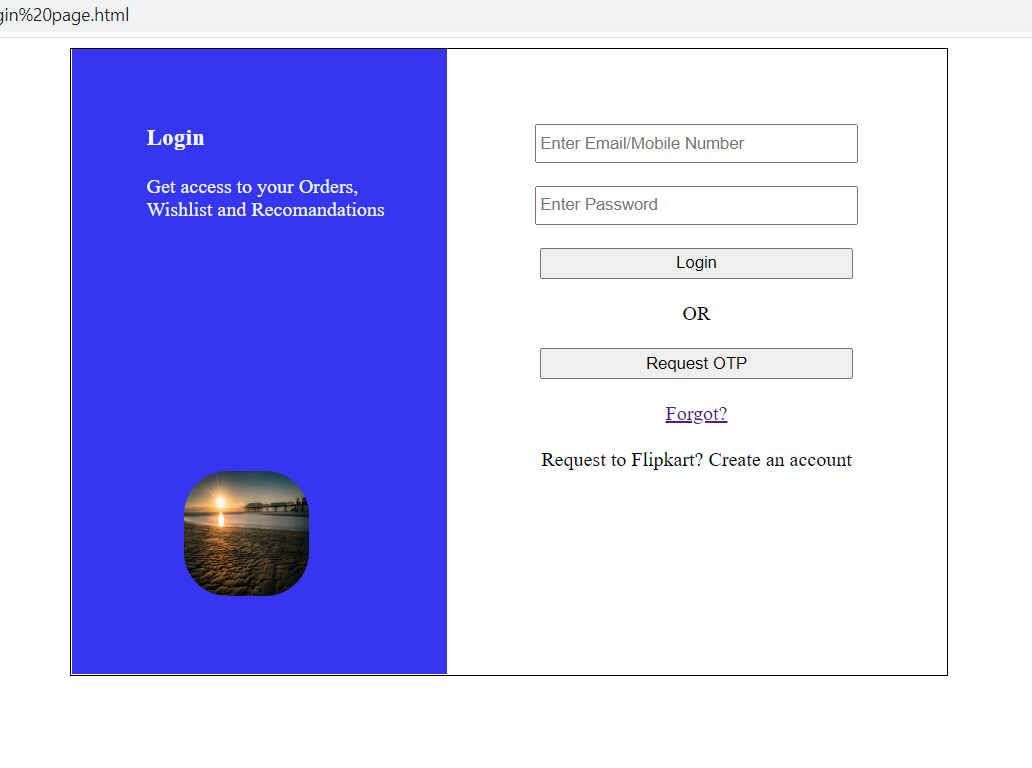 gin%20page.html
Login
Get access to your Orders,
Wishlist and Recomandations
Enter Email/Mobile Number
Enter Password
Login
OR
Request OTP
Forgot?
Request to Flipkart? Create an account